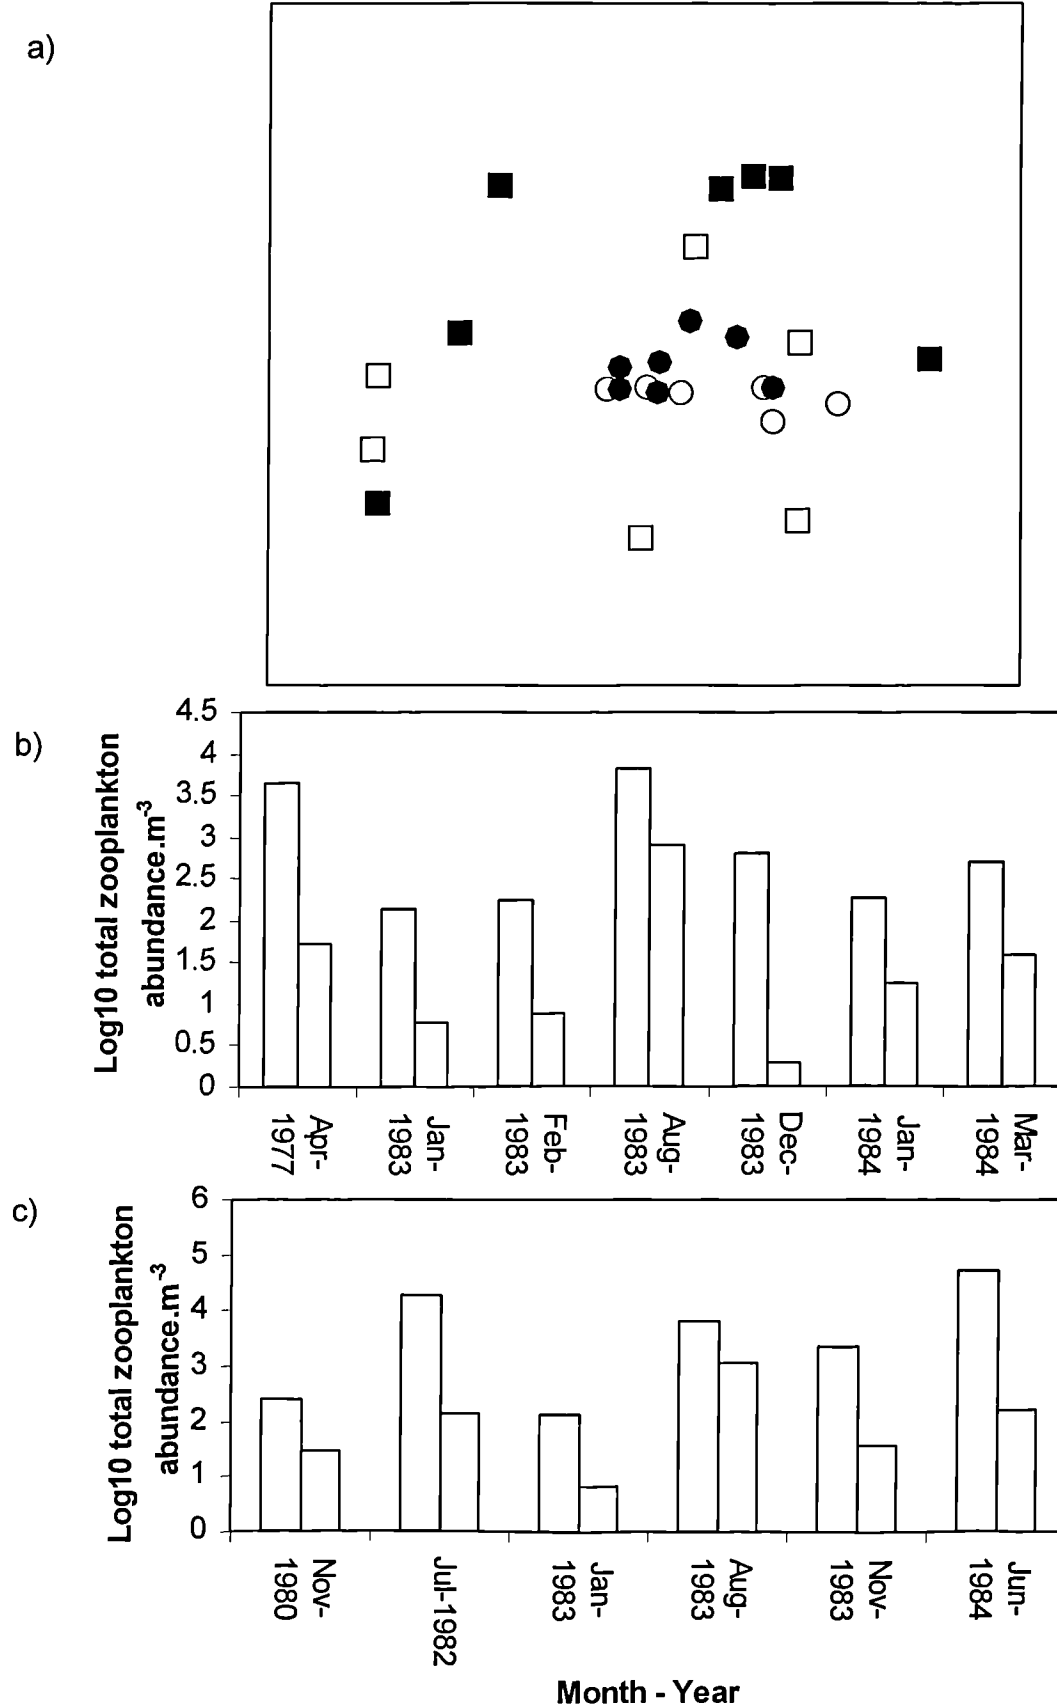 a)
b)
Log10 total zooplankton
abundance.m-3
4.5
4
3.5
3
2.5
2
1.5
1
0.5
0
Apr-
1977
Jan-
1983
Feb-
1983
Aug-
1983
Dec-
1983
Jan-
1984
Mar-
1984
c)
Log10 total zooplankton
abundance.m-3
6
5
4
3
2
1
0
Nov-
1980
Jul-1982
Jan-
1983
Aug-
1983
Nov-
1983
Jun-
1984
Month - Year